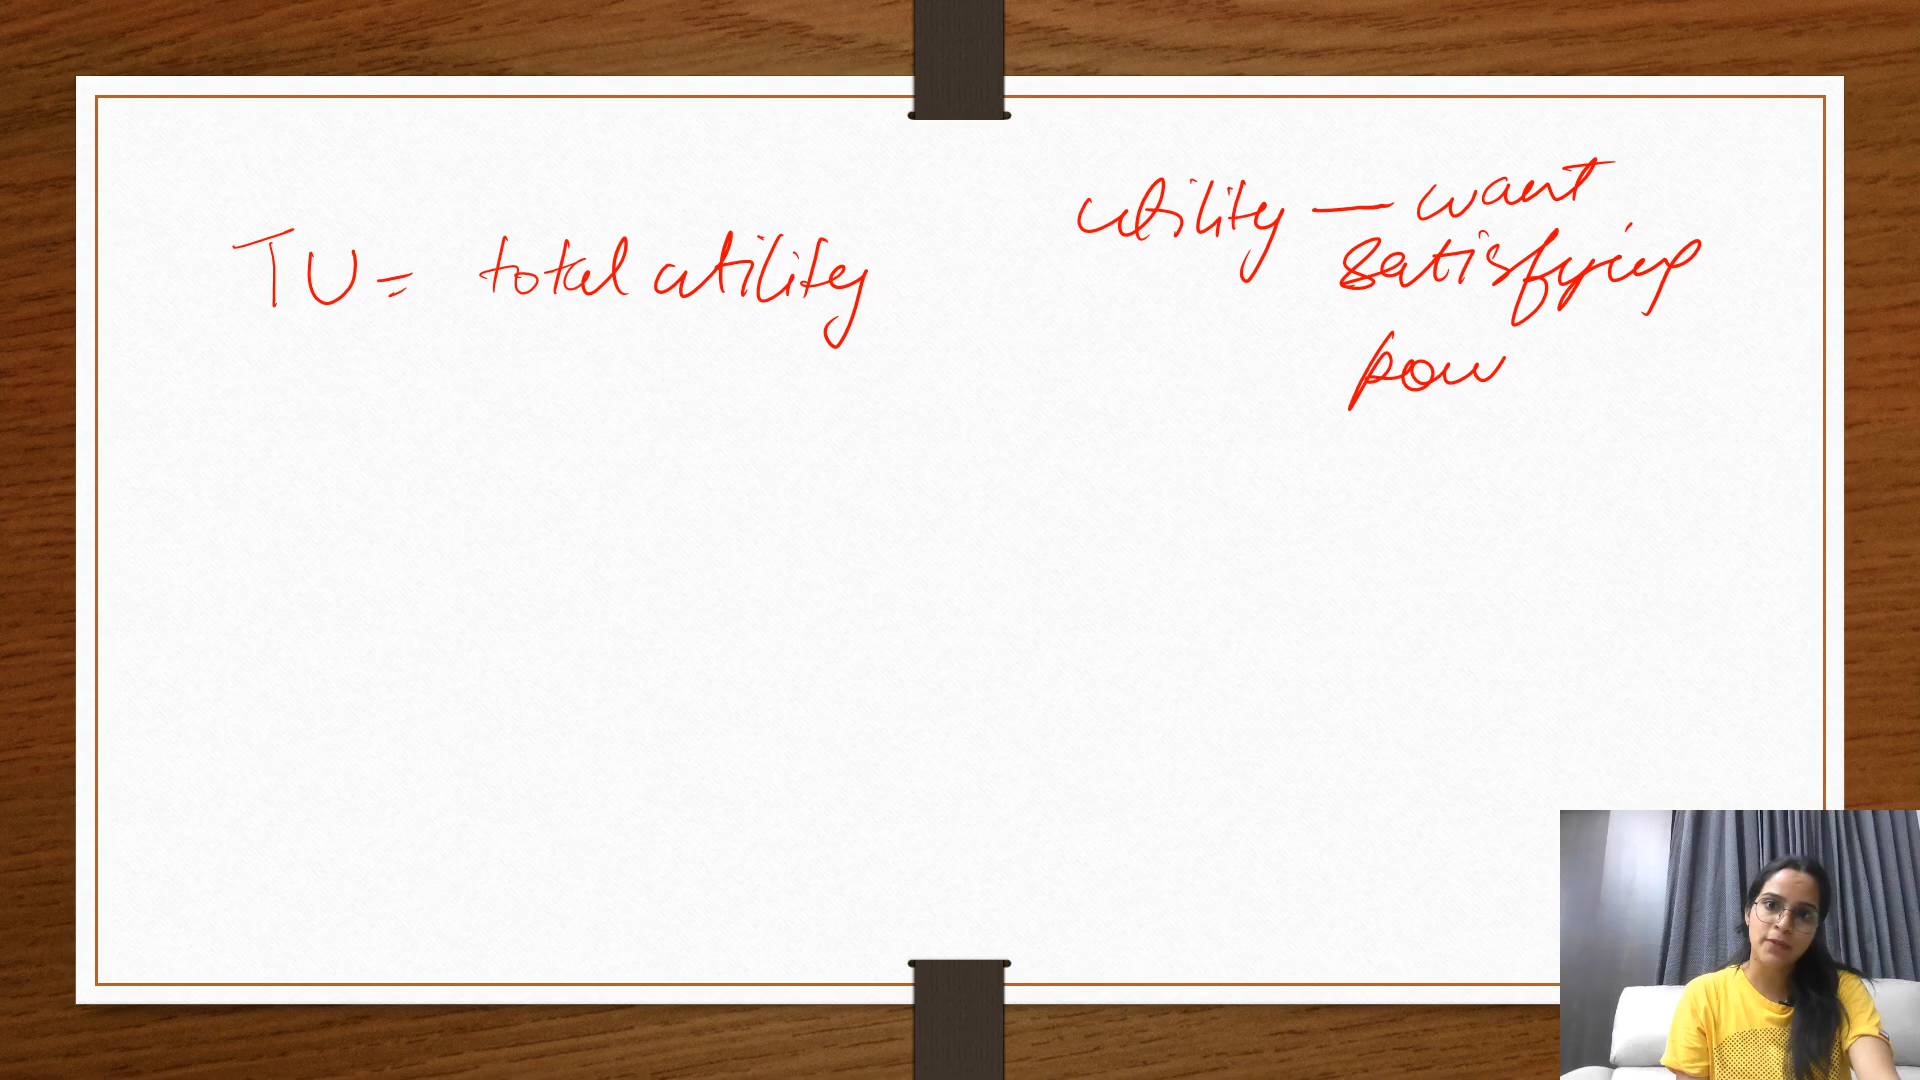 TU = total utility
utility — want
satisfying
pow